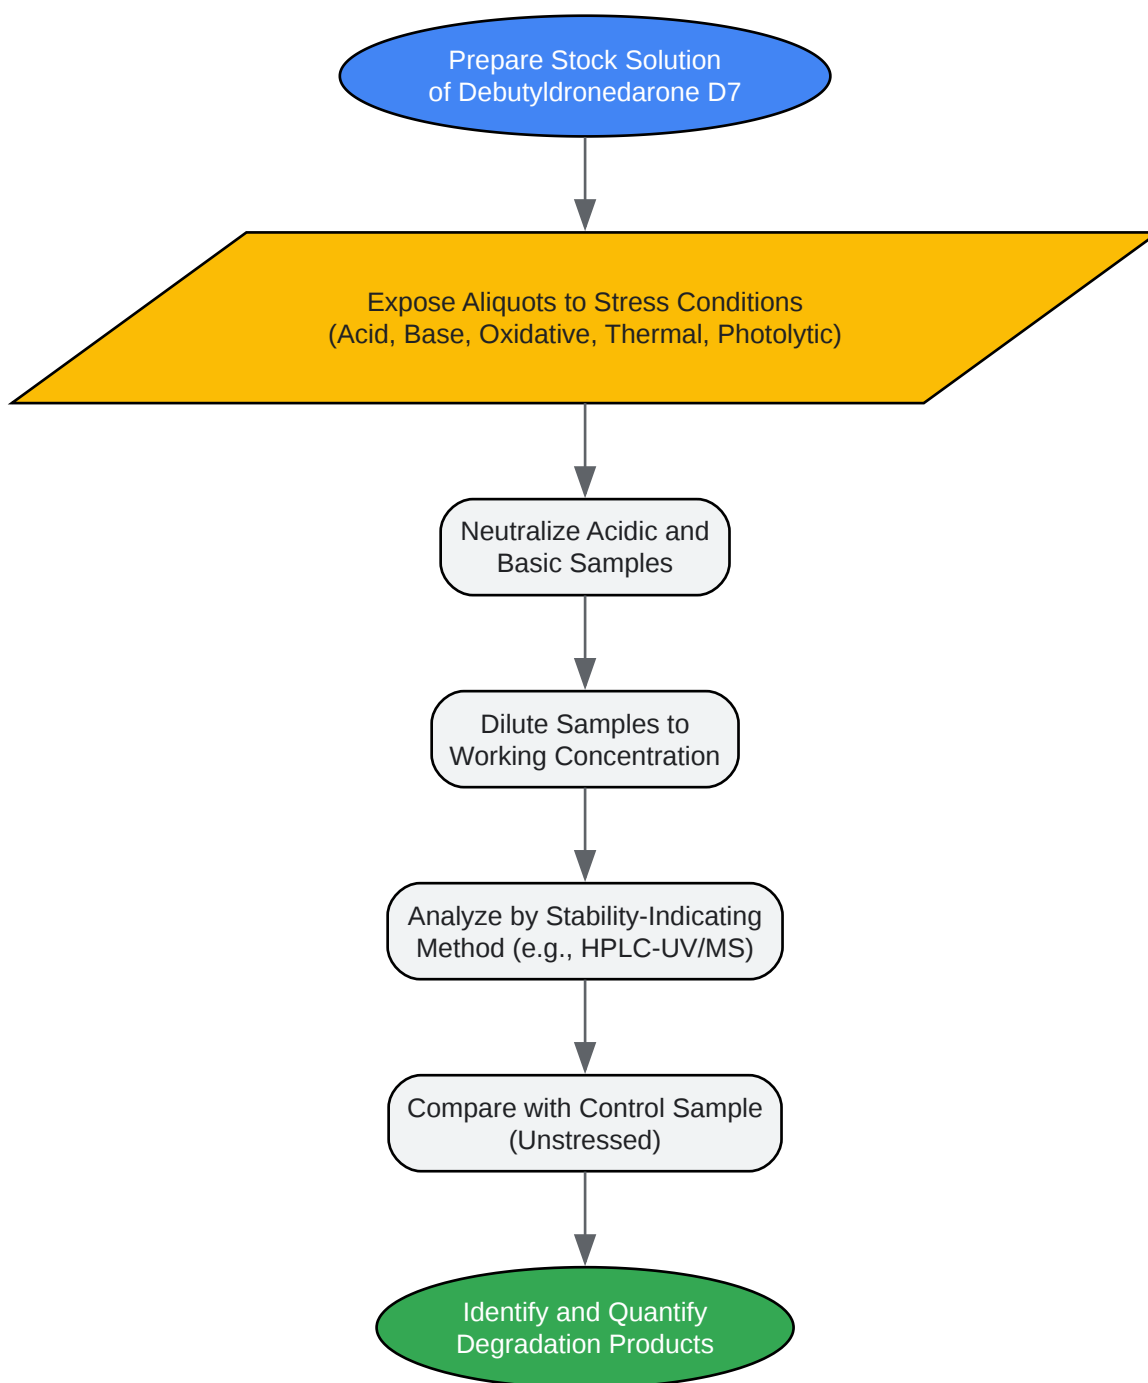 Prepare Stock Solution
of Debutyldronedarone D7
Expose Aliquots to Stress Conditions
(Acid, Base, Oxidative, Thermal, Photolytic)
Neutralize Acidic and
Basic Samples
Dilute Samples to
Working Concentration
Analyze by Stability-Indicating
Method (e.g., HPLC-UV/MS)
Compare with Control Sample
(Unstressed)
Identify and Quantify
Degradation Products